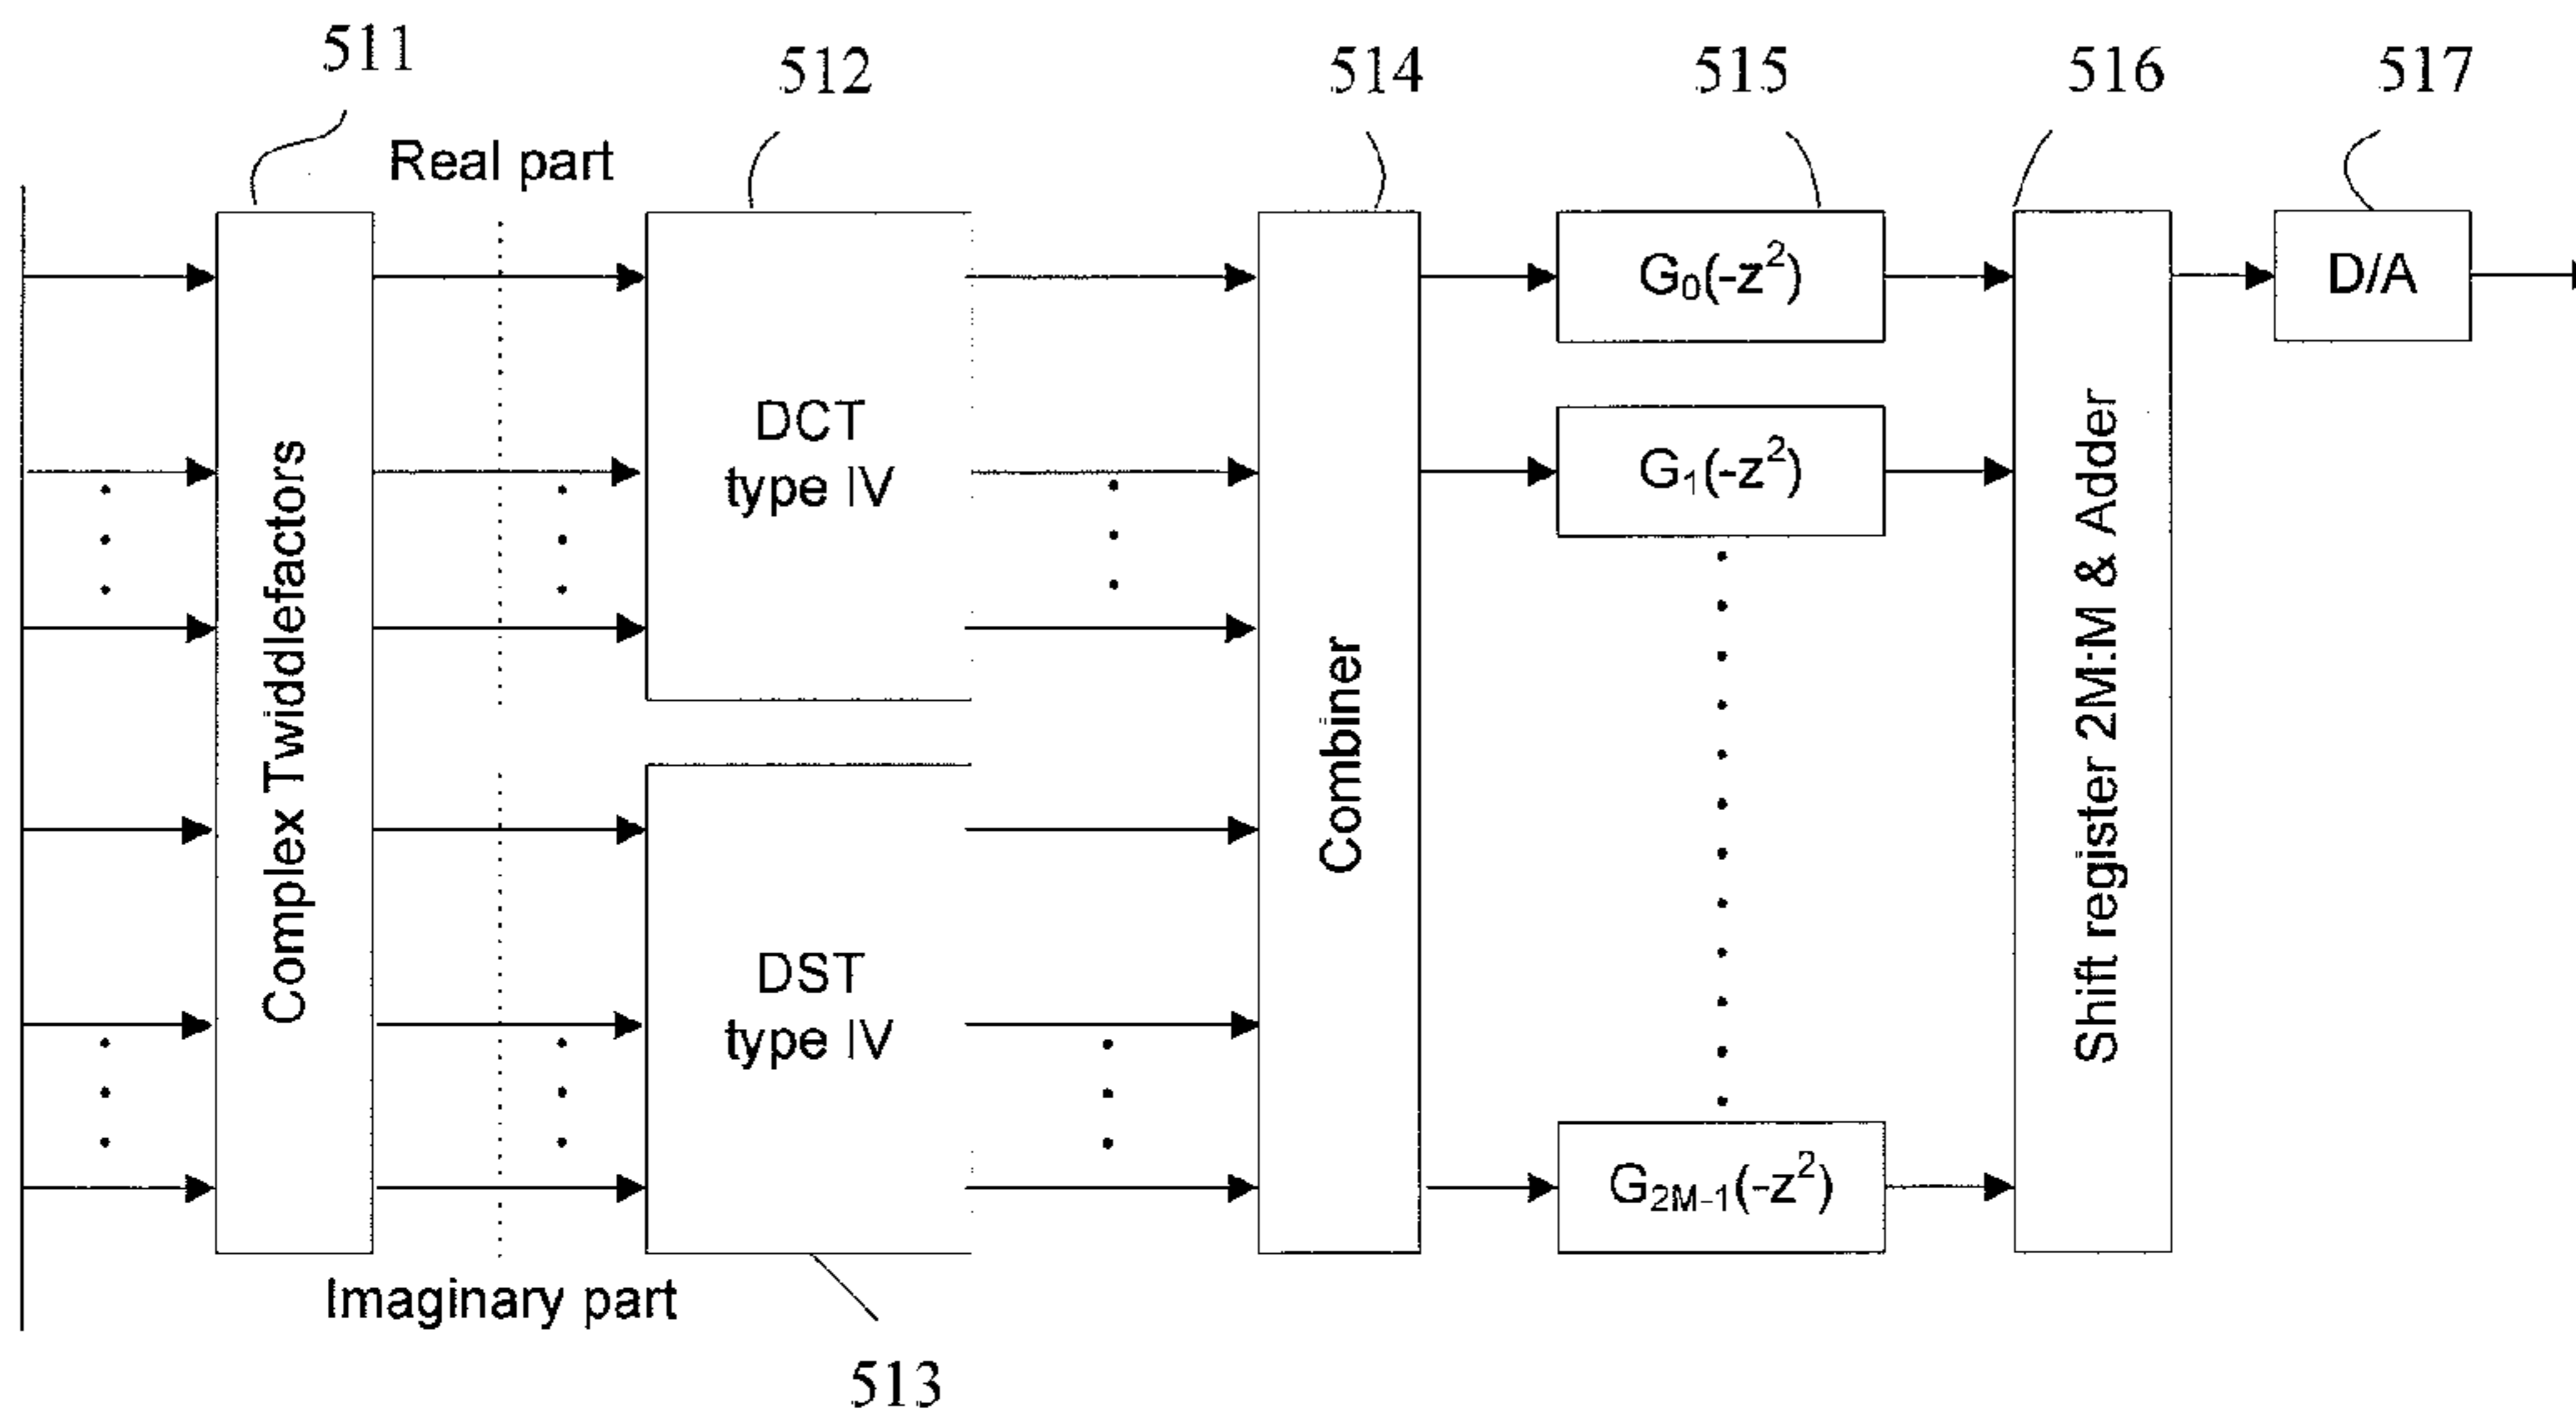 511
512
514
515
516
517
Real part
Complex Twiddlefactors
DCT
type IV
DST
type IV
Combiner
G₀(-z²)
G₁(-z²)
G₂M₋₁(-z²)
Shift register 2M:M & Adder
D/A
Imaginary part
513